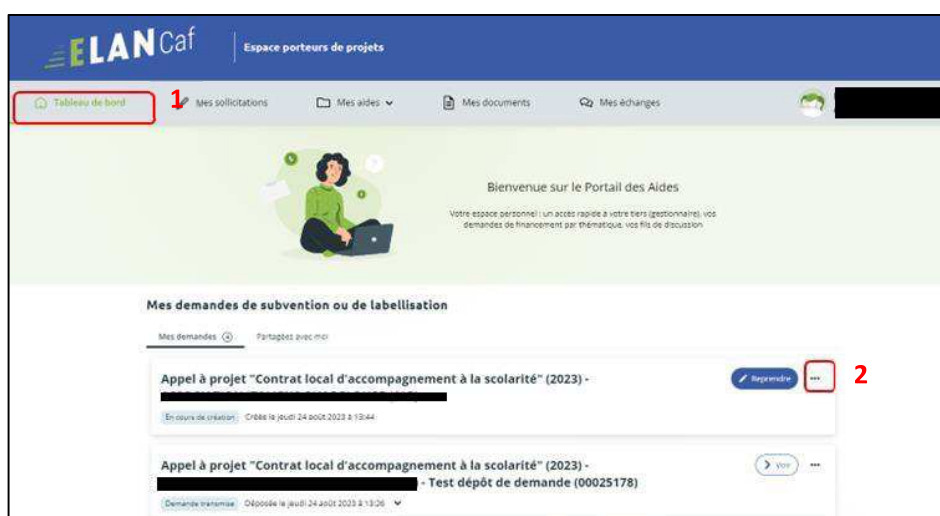 ELAN Caf
Espace porteurs de projets
Tableau de bord
1
Mes sollicitations
Mes aides
Mes documents
Mes échanges
Bienvenue sur le Portail des Aides
Votre espace personnel : un accès rapide à votre tiers (gestionnaire), vos
demandes de financement par thématique, vos fils de discussion
Mes demandes de subvention ou de labellisation
Mes demandes 4 Partagées avec moi
Appel à projet "Contrat local d'accompagnement à la scolarité" (2023) -
Reprendre
...
2
En cours de création Créée le jeudi 24 août 2023 à 13:44
Appel à projet "Contrat local d'accompagnement à la scolarité" (2023) -
- Test dépôt de demande (00025178)
Voir
...
Demande transmise Déposée le jeudi 24 août 2023 à 13:26